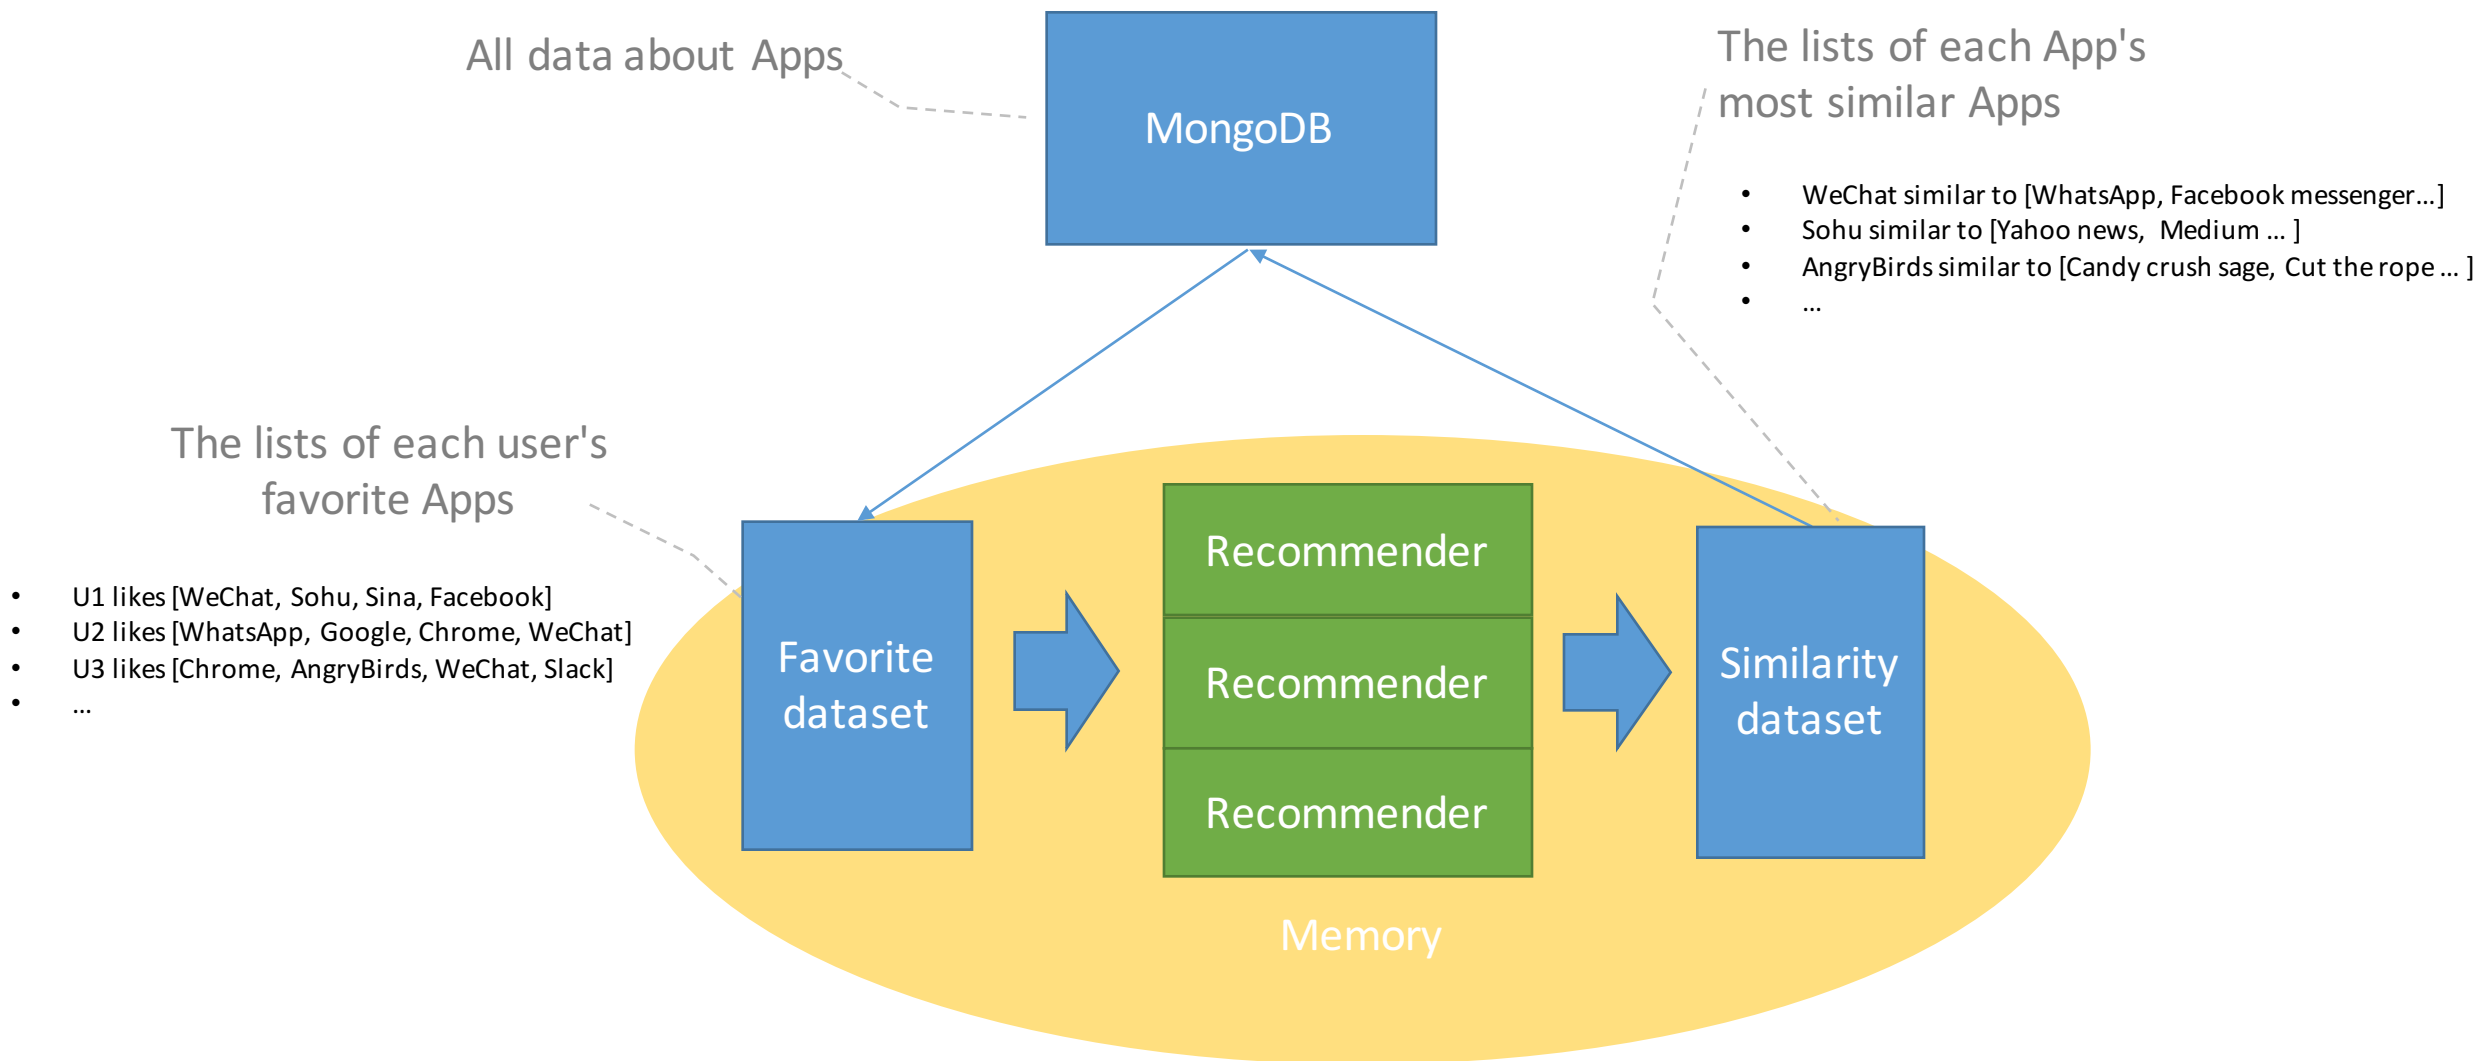 All data about Apps
MongoDB
The lists of each App's
most similar Apps
• WeChat similar to [WhatsApp, Facebook messenger…]
• Sohu similar to [Yahoo news, Medium … ]
• AngryBirds similar to [Candy crush sage, Cut the rope … ]
• …
The lists of each user's
favorite Apps
• U1 likes [WeChat, Sohu, Sina, Facebook]
• U2 likes [WhatsApp, Google, Chrome, WeChat]
• U3 likes [Chrome, AngryBirds, WeChat, Slack]
• …
Favorite
dataset
Recommender
Recommender
Recommender
Similarity
dataset
Memory